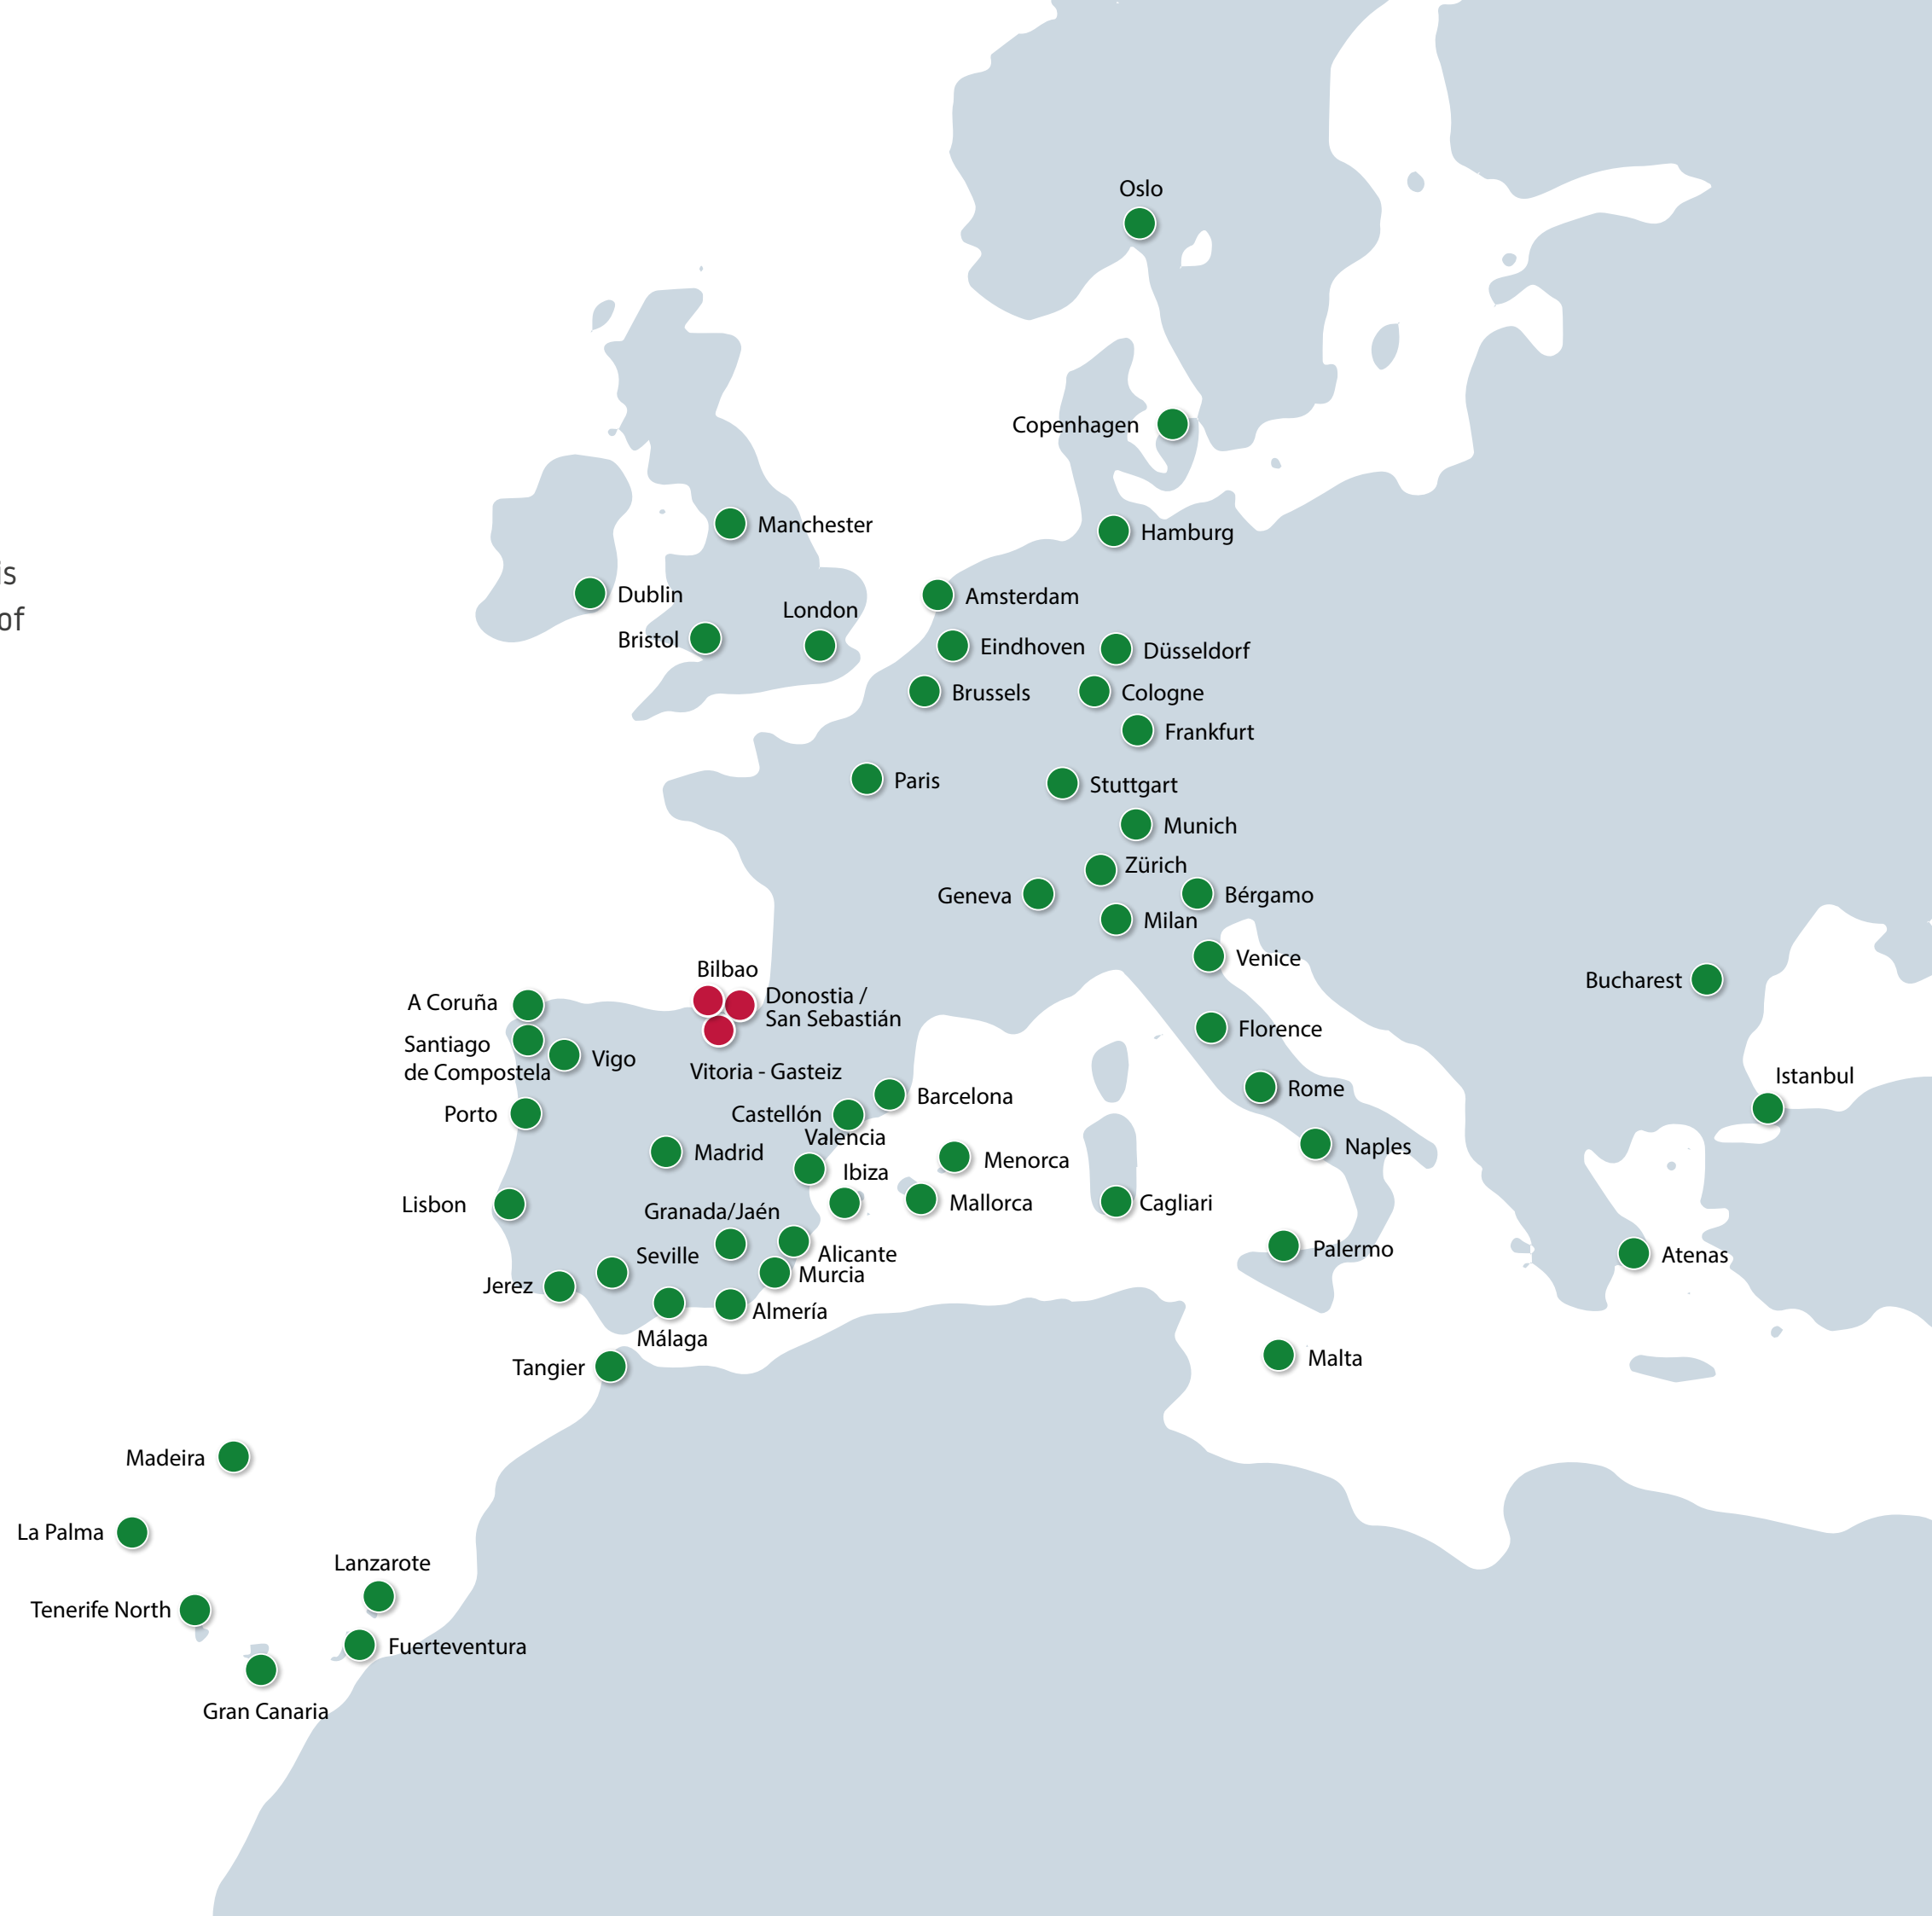 Oslo
Copenhagen
Manchester
Hamburg
is
Dublin
Amsterdam
London
of
Bristol
Eindhoven
Düsseldorf
Brussels
Cologne
Frankfurt
Paris
Stuttgart
Munich
Zürich
Geneva
Bérgamo
Milan
Venice
Bilbao
Bucharest
Donostia /
San Sebastián
A Coruña
Florence
Santiago
de Compostela
Vigo
Vitoria - Gasteiz
Istanbul
Rome
Barcelona
Castellón
Porto
Valencia
Naples
Madrid
Menorca
Ibiza
Lisbon
Mallorca
Cagliari
Granada/Jaén
Palermo
Seville
Alicante
Atenas
Murcia
Jerez
Almería
Málaga
Malta
Tangier
Madeira
La Palma
Lanzarote
Tenerife North
Fuerteventura
Gran Canaria